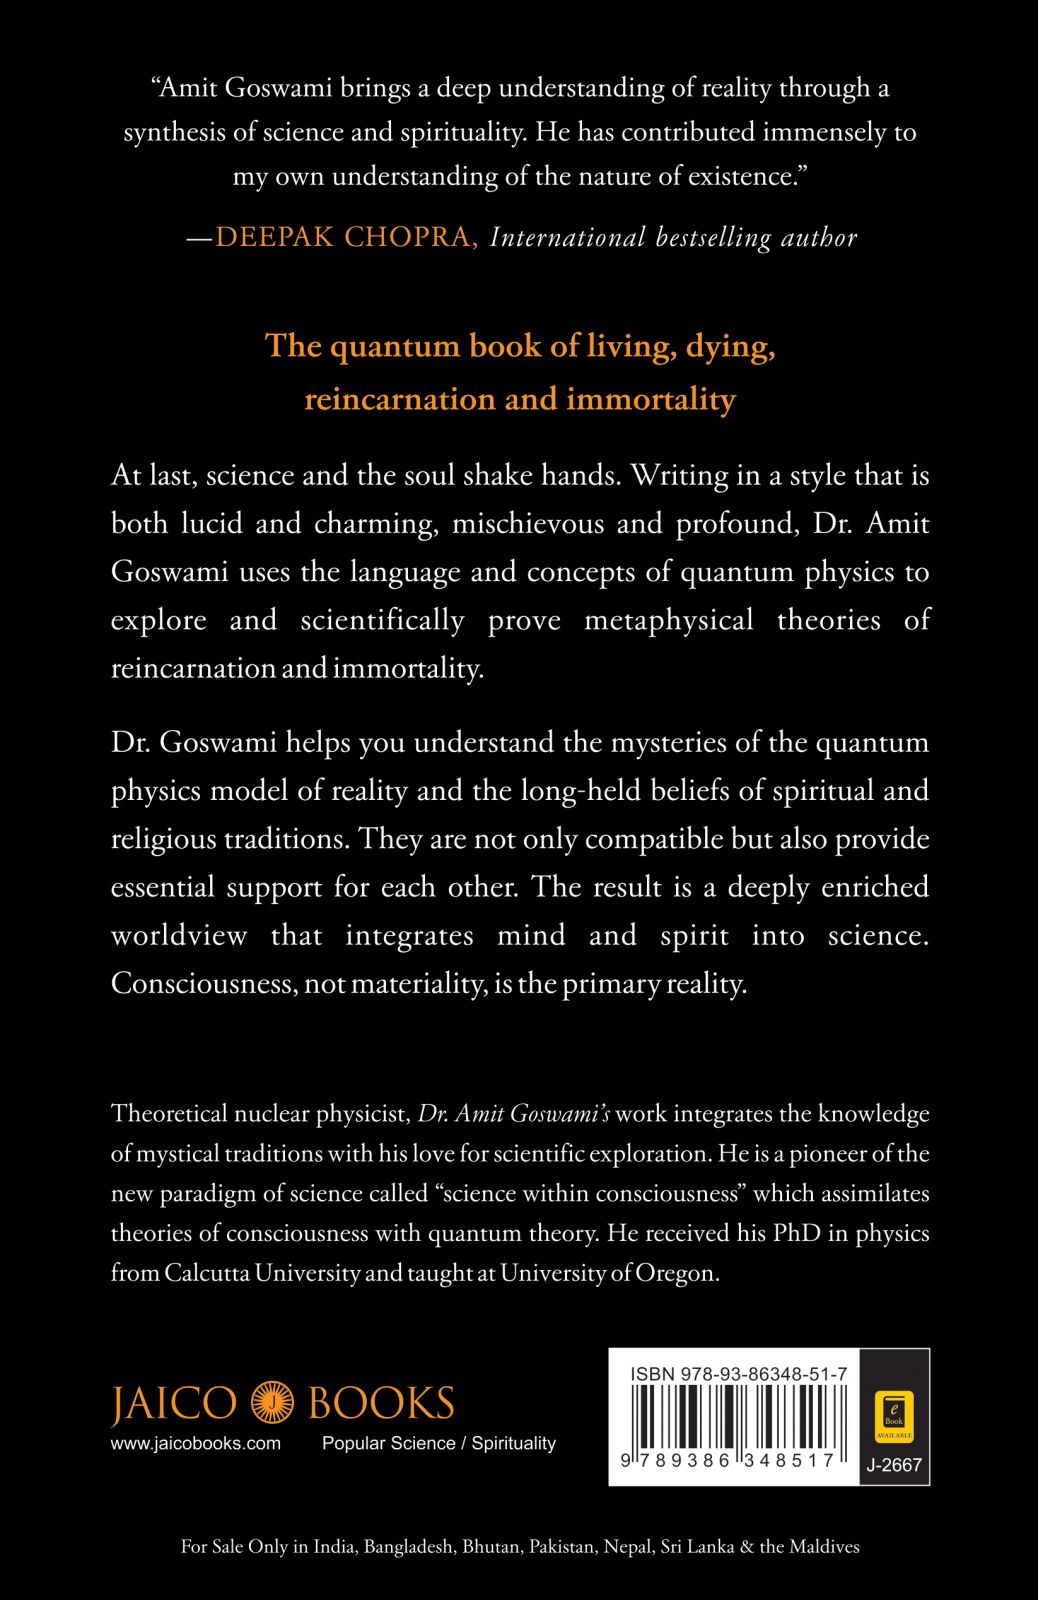 “Amit Goswami brings a deep understanding of reality through a
synthesis of science and spirituality. He has contributed immensely to
my own understanding of the nature of existence.”
—DEEPAK CHOPRA, International bestselling author
The quantum book of living, dying,
reincarnation and immortality
At last, science and the soul shake hands. Writing in a style that is
both lucid and charming, mischievous and profound, Dr. Amit
Goswami uses the language and concepts of quantum physics to
explore and scientifically prove metaphysical theories of
reincarnation and immortality.
Dr. Goswami helps you understand the mysteries of the quantum
physics model of reality and the long-held beliefs of spiritual and
religious traditions. They are not only compatible but also provide
essential support for each other. The result is a deeply enriched
worldview that integrates mind and spirit into science.
Consciousness, not materiality, is the primary reality.
Theoretical nuclear physicist, Dr. Amit Goswami’s work integrates the knowledge
of mystical traditions with his love for scientific exploration. He is a pioneer of the
new paradigm of science called “science within consciousness” which assimilates
theories of consciousness with quantum theory. He received his PhD in physics
from Calcutta University and taught at University of Oregon.
JAICO J BOOKS
www.jaicobooks.com Popular Science / Spirituality
ISBN 978-93-86348-51-7
9 789386 348517
e
Book
AVAILABLE
J-2667
For Sale Only in India, Bangladesh, Bhutan, Pakistan, Nepal, Sri Lanka & the Maldives